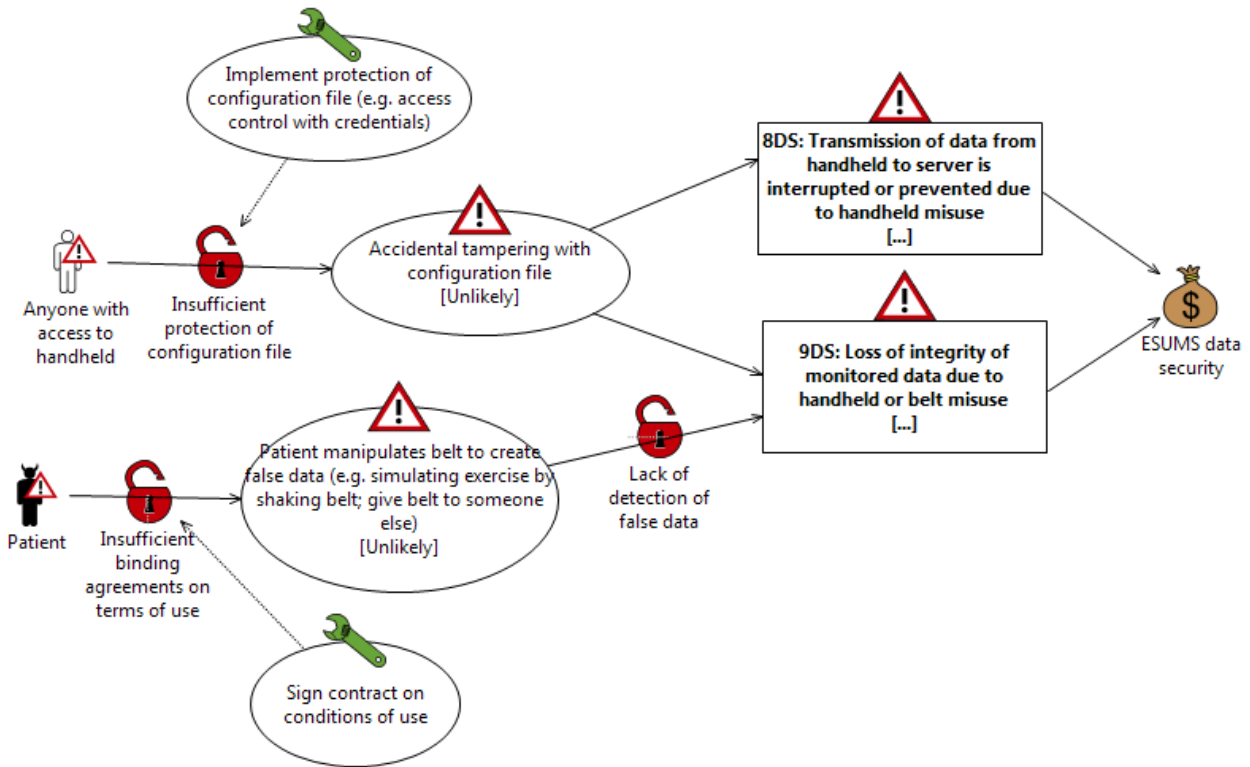 Implement protection of
configuration file (e.g. access
control with credentials)
8DS: Transmission of data from
handheld to server is
interrupted or prevented due
to handheld misuse
[...]
Accidental tampering with
configuration file
[Unlikely]
Anyone with
access to
handheld
Insufficient
protection of
configuration file
$
ESUMS data
security
9DS: Loss of integrity of
monitored data due to
handheld or belt misuse
[...]
Patient manipulates belt to create
false data (e.g. simulating exercise by
shaking belt; give belt to someone
else)
[Unlikely]
Lack of
detection of
false data
Patient
Insufficient
binding
agreements on
terms of use
Sign contract on
conditions of use